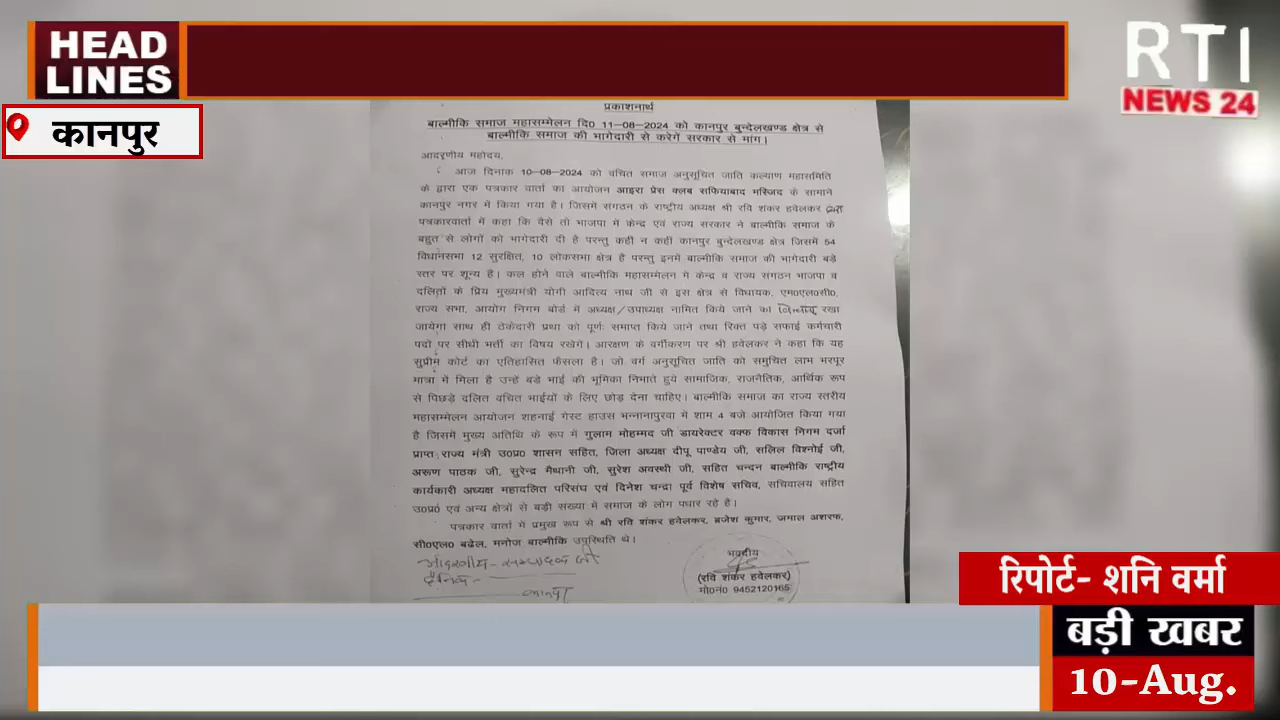 HEAD
LINES
RTI
NEWS 24
कानपुर
प्रकाशनार्थ
बाल्मीकि समाज महासम्मेलन दि0 11-08-2024 को कानपुर बुन्देलखण्ड क्षेत्र से
बाल्मीकि समाज की भागेदारी से करेगें सरकार से मांग।
आदरणीय महोदय,
आज दिनाक 10-08-2024 को वंचित समाज अनुसूचित जाति कल्याण महासमिति
के द्वारा एक पत्रकार वार्ता का आयोजन आइरा प्रेस क्लब सफियाबाद मस्जिद के सामाने
कानपुर नगर में किया गया है। जिसमें संगठन के राष्ट्रीय अध्यक्ष श्री रवि शंकर हवेलकर द्वारा
पत्रकारवार्ता में कहा कि वैसे तो भाजपा में केन्द्र एवं राज्य सरकार ने बाल्मीकि समाज के
बहुत से लोगों को भागेदारी दी है परन्तु कही न कहीं कानपुर बुन्देलखण्ड क्षेत्र जिसमें 54
विधानसभा 12 सुरक्षित, 10 लोकसभा क्षेत्र है परन्तु इनमें बाल्मीकि समाज की भागेदारी बड़े
स्तर पर शून्य है। कल होने वाले बाल्मीकि महासम्मेलन में केन्द्र व राज्य संगठन भाजपा व
दलितों के प्रिय मुख्यमंत्री योगी आदित्य नाथ जी से इस क्षेत्र से विधायक, एम0एल0सी0,
राज्य सभा, आयोग निगम बोर्ड में अध्यक्ष/उपाध्यक्ष नामित किये जाने का रखा
जायेगा साथ ही ठेकेदारी प्रथा को पूर्णः समाप्त किये जाने तथा रिक्त पड़े सफाई कर्मचारी
पदों पर सीधी भर्ती का विषय रखेगें। आरक्षण के वर्गीकरण पर श्री हवेलकर ने कहा कि यह
सुप्रीम कोर्ट का एतिहासित फैसला है। जो वर्ग अनुसूचित जाति को समुचित लाभ भरपूर
मात्रा में मिला है उन्हें बडे भाई की भूमिका निभाते हुये सामाजिक, राजनैतिक, आर्थिक रूप
से पिछड़े दलित वंचित भाईयों के लिए छोड़ देना चाहिए। बाल्मीकि समाज का राज्य स्तरीय
महासम्मेलन आयोजन शहनाई गेस्ट हाउस भन्नानापुरवा में शाम 4 बजे आयोजित किया गया
है जिसमें मुख्य अतिथि के रूप में गुलाम मोहम्मद जी डायरेक्टर वक्फ विकास निगम दर्जा
प्राप्त राज्य मंत्री उ0प्र0 शासन सहित, जिला अध्यक्ष दीपू पाण्डेय जी, सलिल विश्नोई जी,
अरूण पाठक जी, सुरेन्द्र मैथानी जी, सुरेश अवस्थी जी, सहित चन्दन बाल्मीकि राष्ट्रीय
कार्यकारी अध्यक्ष महादलित परिसंघ एवं दिनेश चन्द्रा पूर्व विशेष सचिव, सचिवालय सहित
उ0प्र0 एवं अन्य क्षेत्रों से बड़ी संख्या में समाज के लोग पधार रहे है।
पत्रकार वार्ता में प्रमुख रूप से श्री रवि शंकर हवेलकर, ब्रजेश कुमार, जमाल अशरफ,
सी0एल0 बढेल, मनोज बाल्मीकि उपस्थिति थे।
आदरणीय - सम्पादक जी
दैनिक -
कानपुर
भवदीय
(रवि शंकर हवेलकर)
मो0नं0 9452120165
रिपोर्ट- शनि वर्मा
बड़ी खबर
10-Aug.